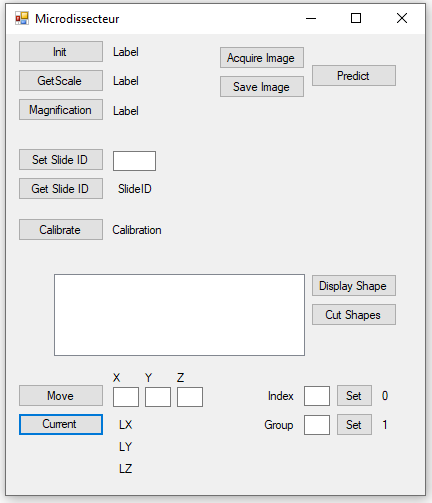 Microdissecteur
Init Label
Acquire Image
GetScale Label
Predict
Save Image
Magnification Label
Set Slide ID
Get Slide ID SlideID
Calibrate Calibration
Display Shape
Cut Shapes
X Y Z
Move Index Set 0
Current LX Group Set 1
LY
LZ